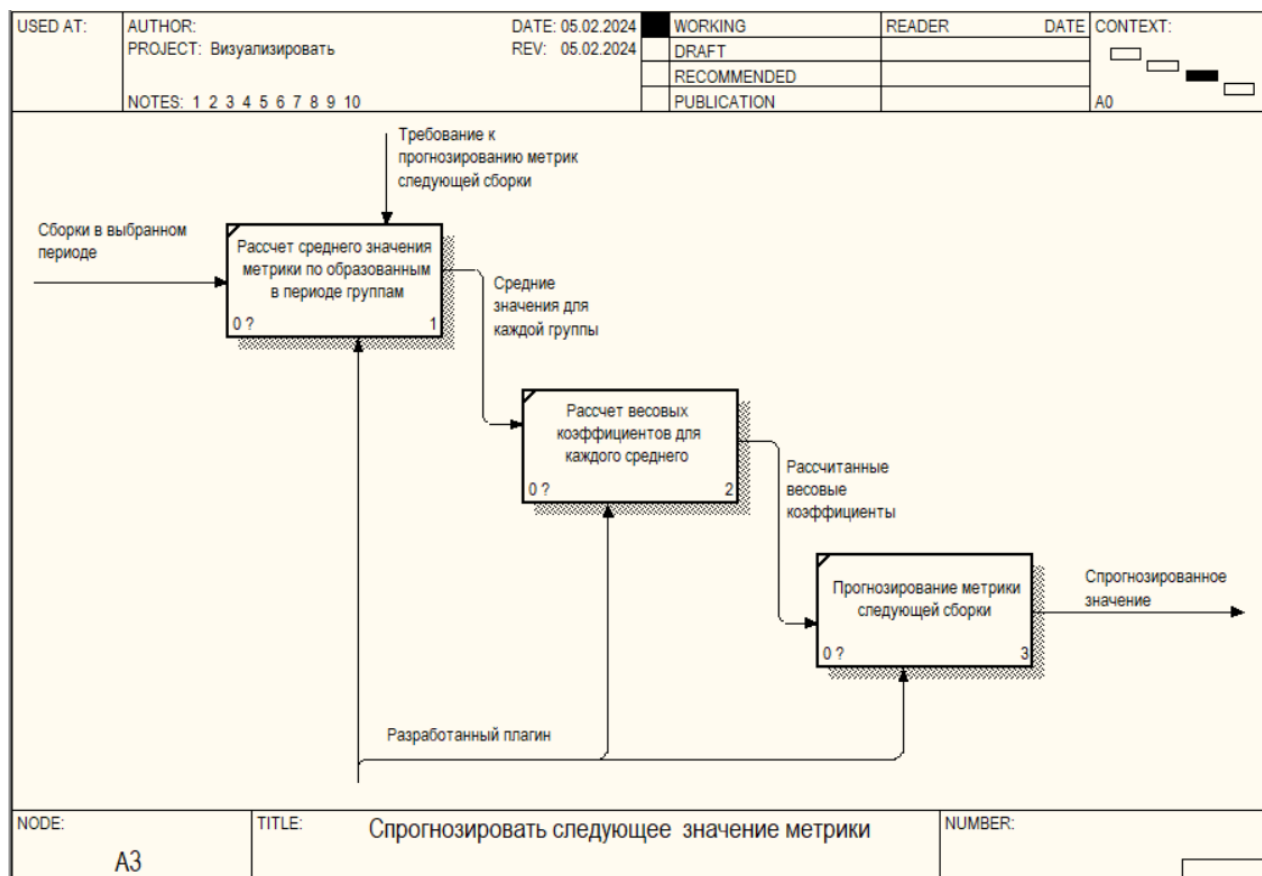 USED AT:
AUTHOR:
DATE: 05.02.2024
PROJECT: Визуализировать
REV: 05.02.2024
NOTES: 1 2 3 4 5 6 7 8 9 10
WORKING
DRAFT
RECOMMENDED
PUBLICATION
READER
DATE
CONTEXT:
A0
Требование к
прогнозированию метрик
следующей сборки
Сборки в выбранном
периоде
Рассчет среднего значения
метрики по образованным
в периоде группам
0 ?
1
Средние
значения для
каждой группы
Рассчет весовых
коэффициентов для
каждого среднего
0 ?
2
Рассчитанные
весовые
коэффициенты
Прогнозирование метрики
следующей сборки
0 ?
3
Спрогнозированное
значение
Разработанный плагин
NODE:
A3
TITLE:
Спрогнозировать следующее значение метрики
NUMBER: